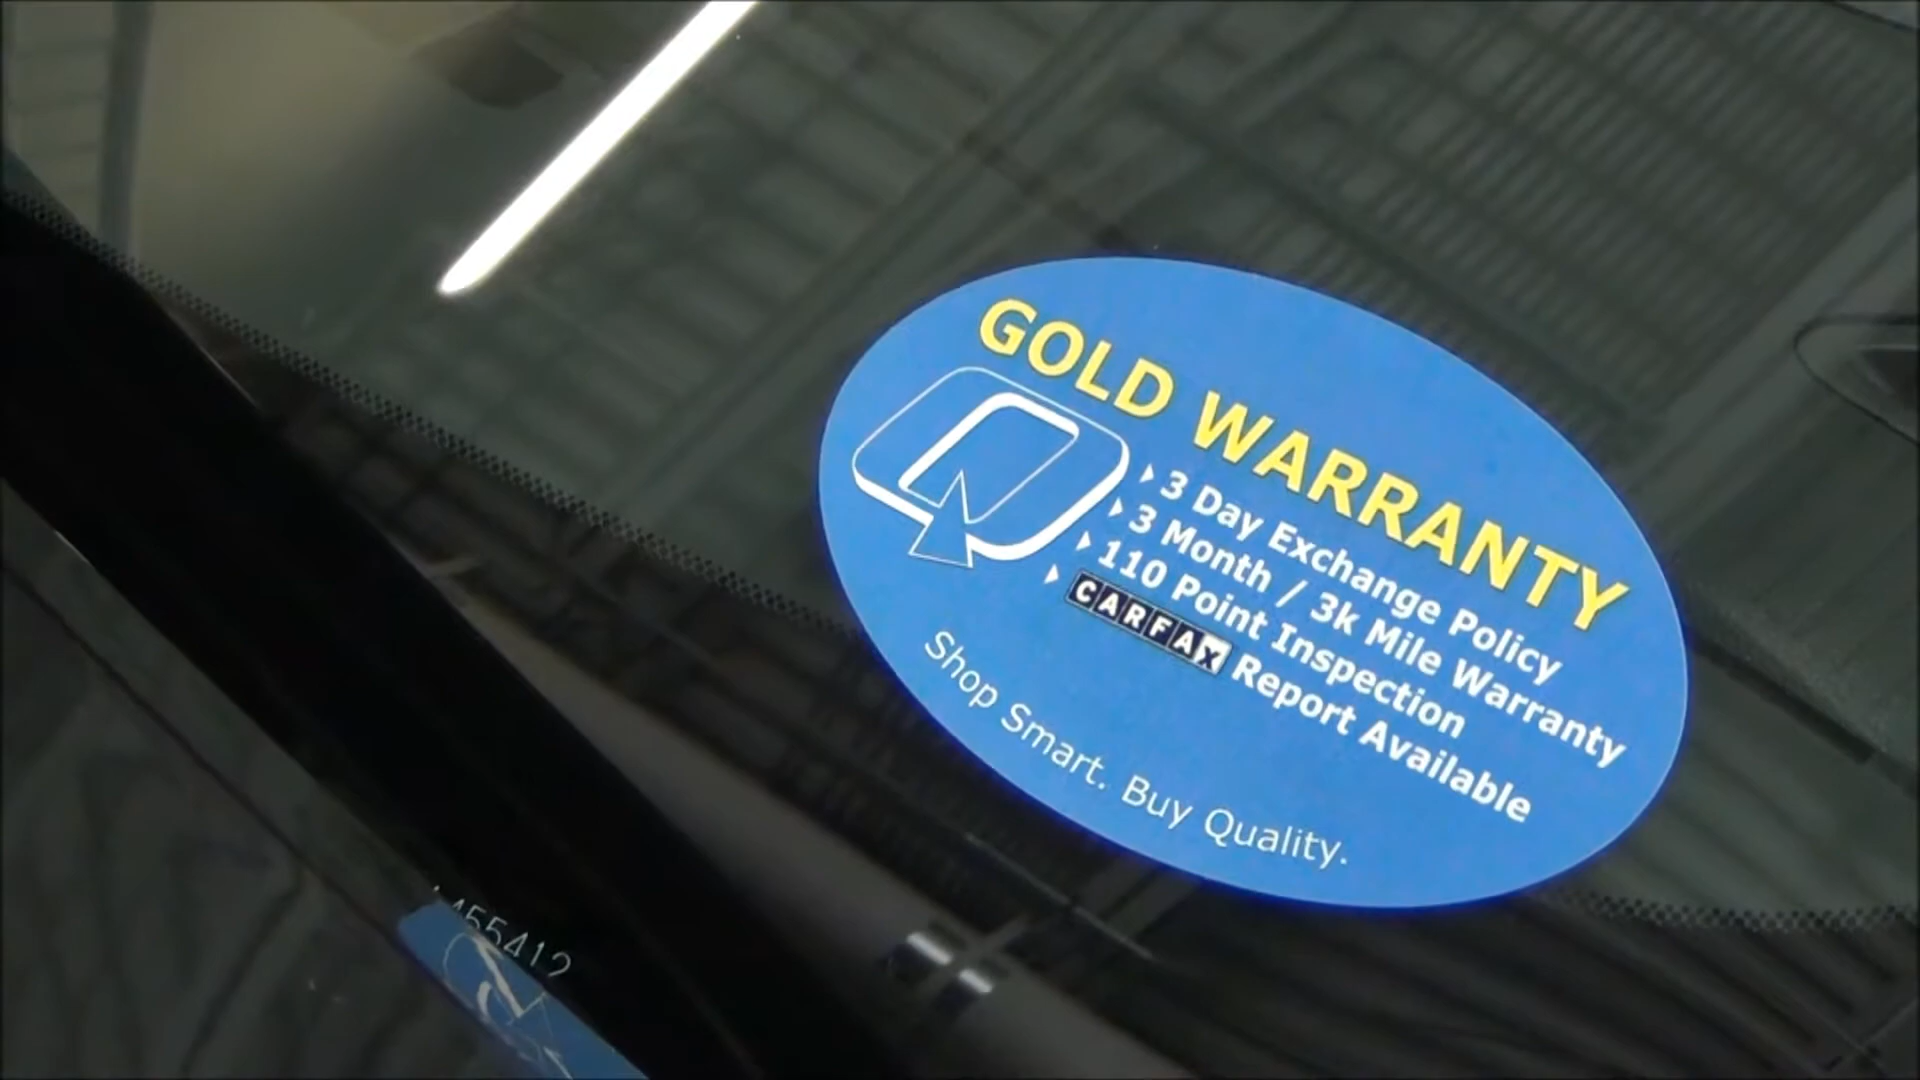 GOLD WARRANTY
3 Day Exchange Policy
3 Month / 3k Mile Warranty
110 Point Inspection
CARFAX Report Available
Shop Smart. Buy Quality.
455412